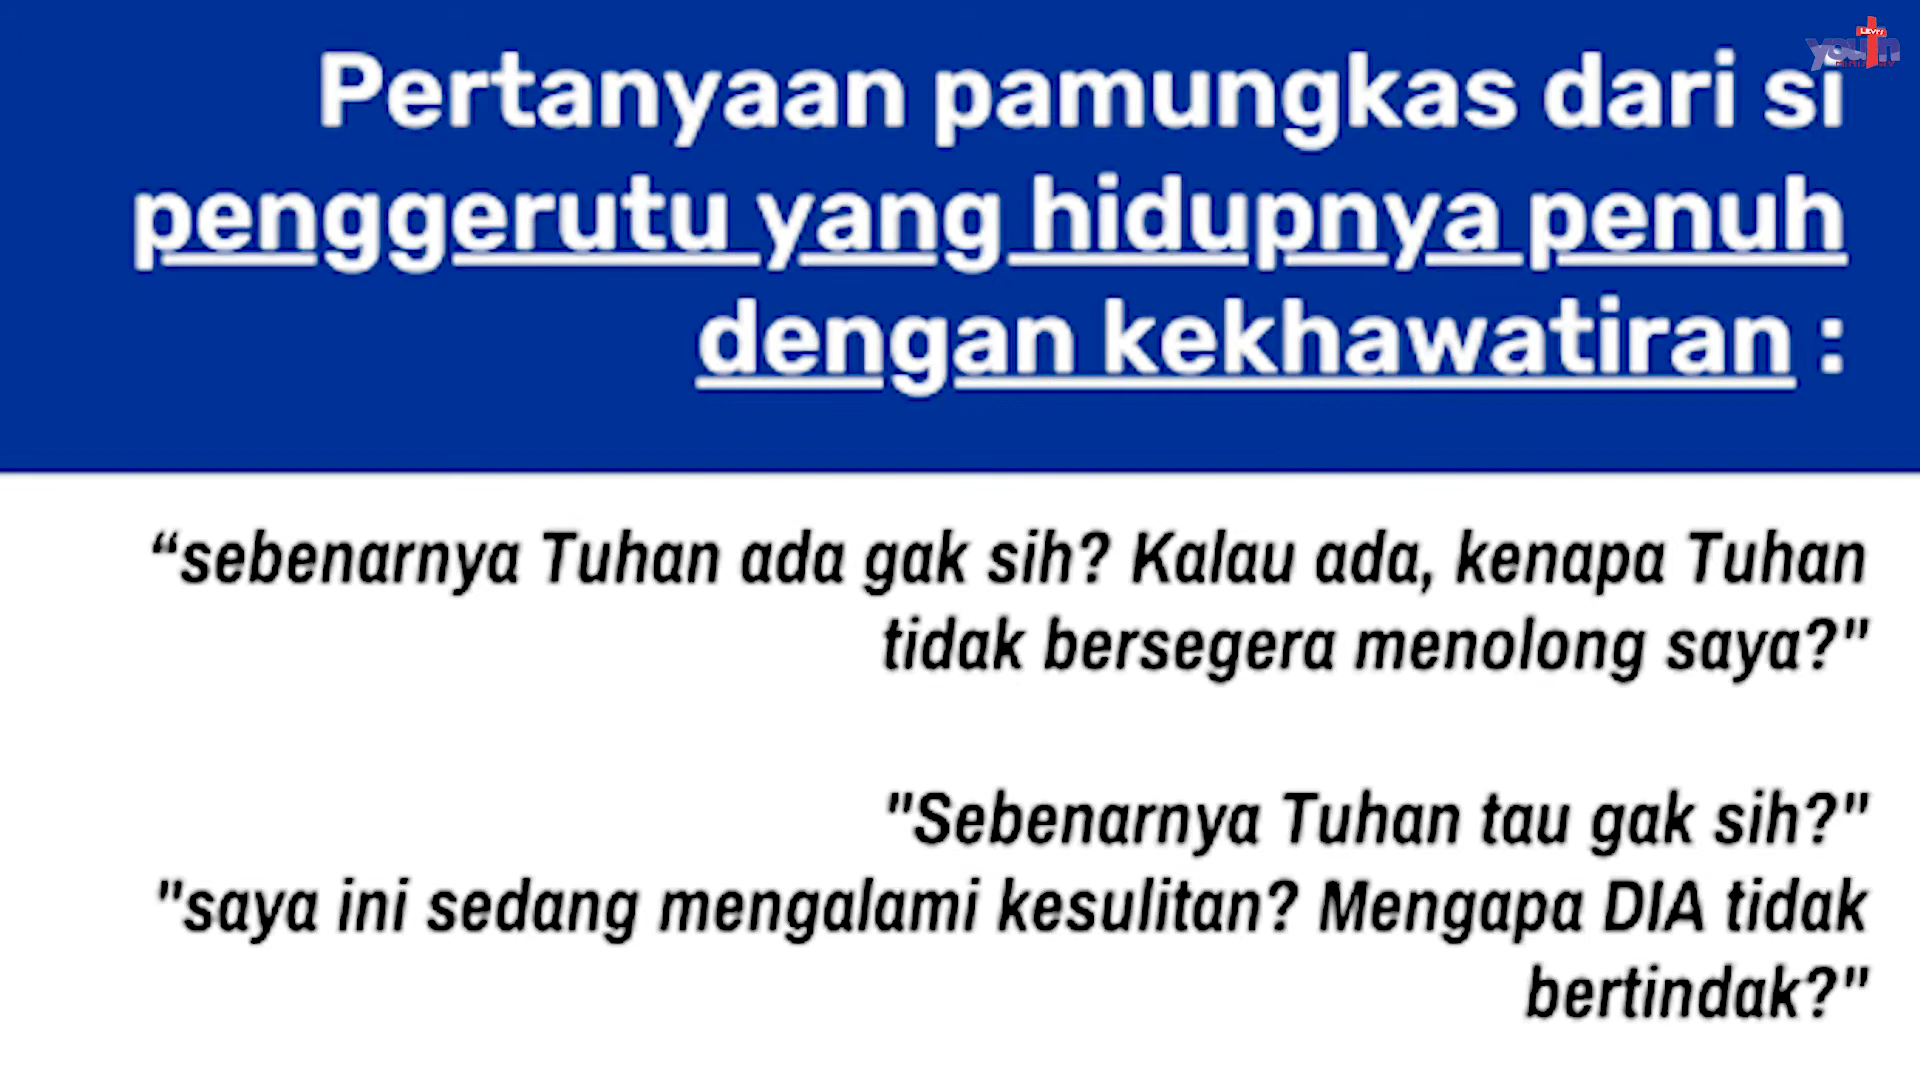 Pertanyaan pamungkas dari si
penggerutu yang hidupnya penuh
dengan kekhawatiran :
“sebenarnya Tuhan ada gak sih? Kalau ada, kenapa Tuhan
tidak bersegera menolong saya?"
"Sebenarnya Tuhan tau gak sih?"
"saya ini sedang mengalami kesulitan? Mengapa DIA tidak
bertindak?"
youth